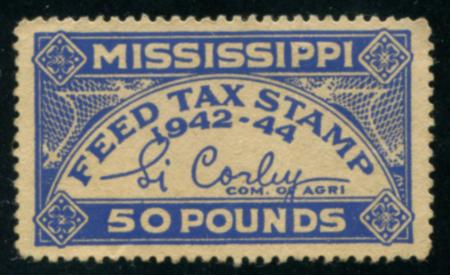 MISSISSIPPI
FEED TAX STAMP
1942-44
Si Corley
COM. OF AGRI
50 POUNDS